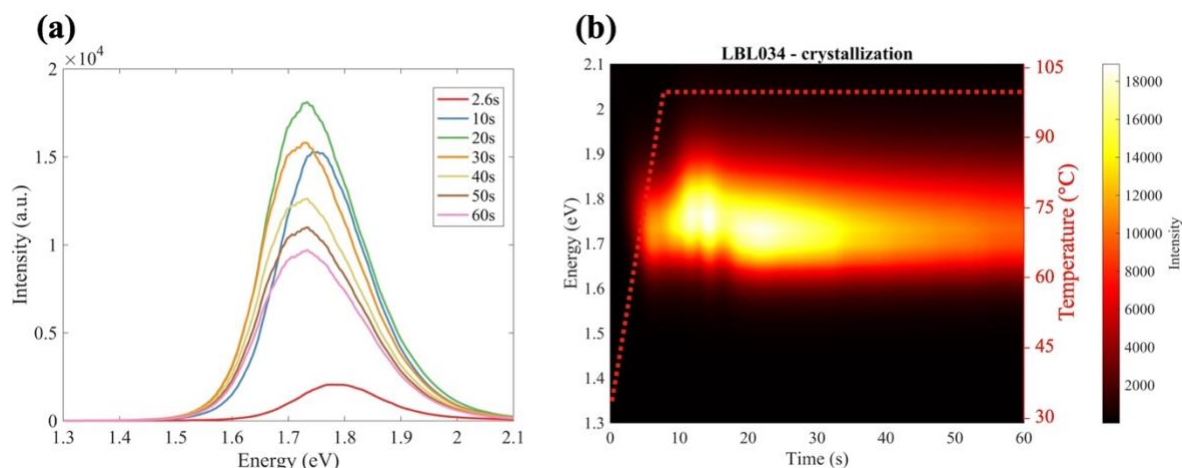 (a)
×10⁴
2
1.5
1
0.5
0
Intensity (a.u.)
1.3 1.4 1.5 1.6 1.7 1.8 1.9 2 2.1
Energy (eV)
2.6s
10s
20s
30s
40s
50s
60s
(b)
LBL034 - crystallization
2.1
2
1.9
1.8
1.7
1.6
1.5
1.4
1.3
Energy (eV)
0 10 20 30 40 50 60
Time (s)
105
90
75
60
45
30
Temperature (°C)
18000
16000
14000
12000
10000
8000
6000
4000
2000
Intensity